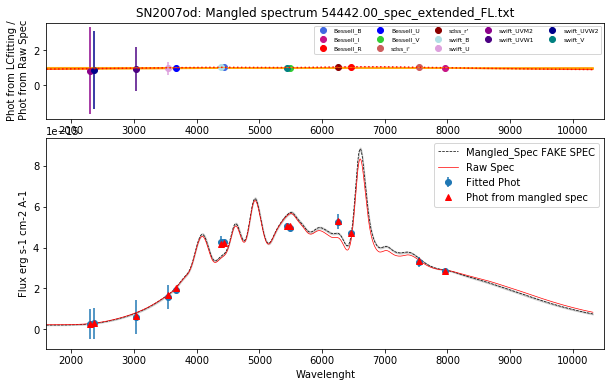 SN2007od: Mangled spectrum 54442.00_spec_extended_FL.txt
Phot from LCfitting /
Phot from Raw Spec
2
0
Bessell_B
Bessell_I
Bessell_R
Bessell_U
Bessell_V
sdss_i'
sdss_r'
swift_B
swift_U
swift_UVM2
swift_UVW1
swift_UVW2
swift_V
2000 3000 4000 5000 6000 7000 8000 9000 10000
1e−15
Flux erg s-1 cm-2 A-1
8
6
4
2
0
Mangled_Spec FAKE SPEC
Raw Spec
Fitted Phot
Phot from mangled spec
2000 3000 4000 5000 6000 7000 8000 9000 10000
Wavelenght